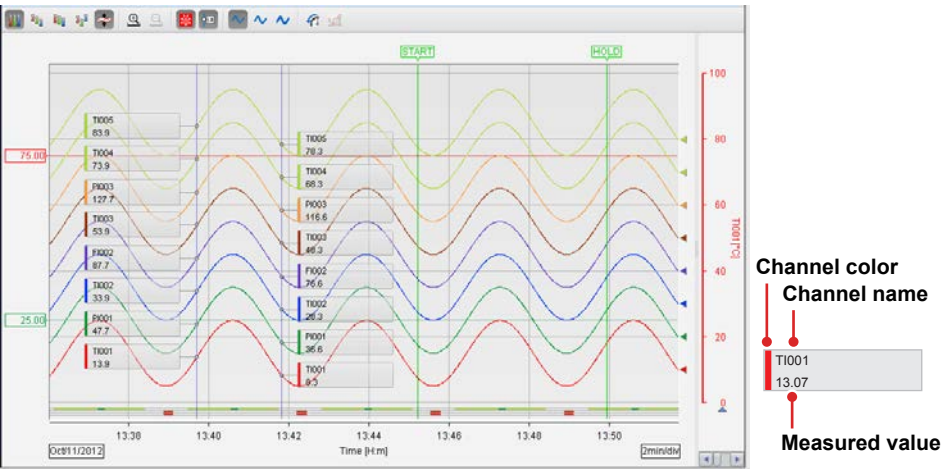 START
HOLD
100
80
60
40
20
0
TI001 [°C]
75.00
25.00
TI005
83.9
TI004
73.9
PI003
127.7
TI003
53.9
PI002
87.7
TI002
33.9
PI001
47.7
TI001
13.9
TI005
78.3
TI004
68.3
PI003
116.6
TI003
48.3
PI002
76.6
TI002
28.3
PI001
36.6
TI001
8.3
13:38
13:40
13:42
13:44
13:46
13:48
13:50
Oct/11/2012
Time [H:m]
2min/div
Channel color
Channel name
TI001
13.07
Measured value